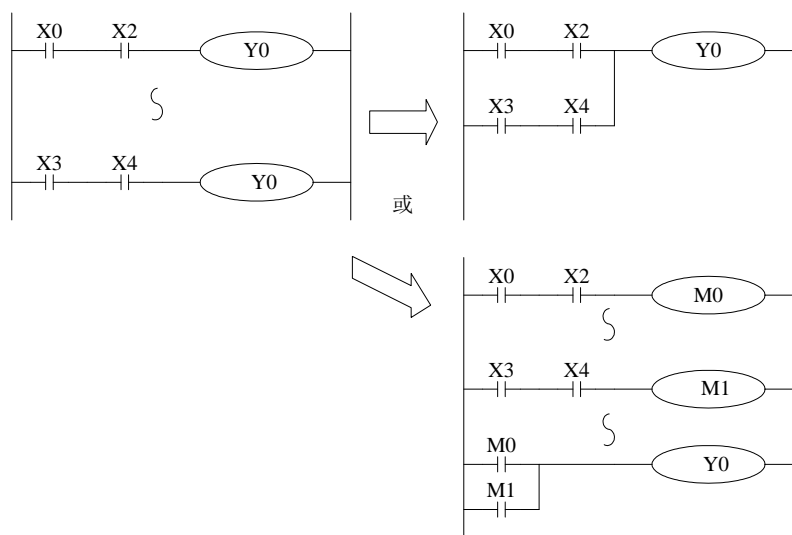 X0 X2 Y0
X3 X4 Y0
或
X0 X2 Y0
X3 X4
X0 X2 M0
X3 X4 M1
M0 Y0
M1